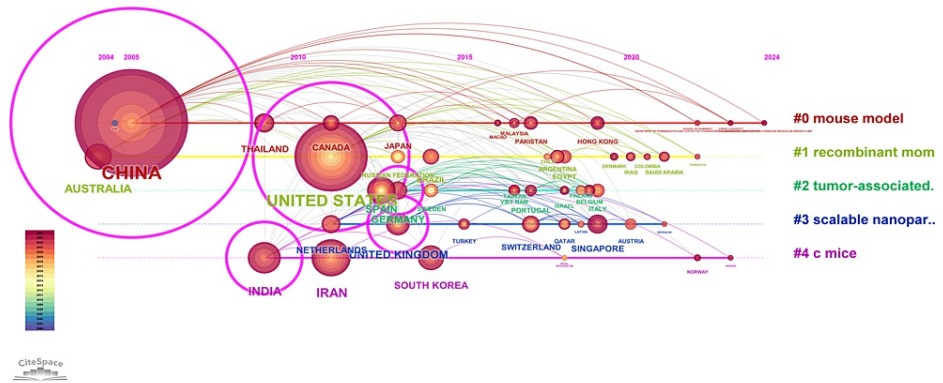 2004 2005 2010 2015 2020 2024
#0 mouse model
THAILAND CANADA JAPAN MACAO MALAYSIA PAKISTAN HONG KONG
#1 recombinant mom
CHINA
AUSTRALIA
UNITED STATES
RUSSIAN FEDERATION
BRAZIL
ARGENTINA
EGYPT
DENMARK
IRAQ
COLOMBIA
SAUDI ARABIA
#2 tumor-associated.
SPAIN
GERMANY
SWEDEN
TAIWAN
VIET NAM
PORTUGAL
ISRAEL
BELGIUM
ITALY
#3 scalable nanopar..
NETHERLANDS
UNITED KINGDOM
TURKEY
SWITZERLAND
QATAR
SINGAPORE
AUSTRIA
#4 c mice
INDIA
IRAN
SOUTH KOREA
NORWAY
CiteSpace